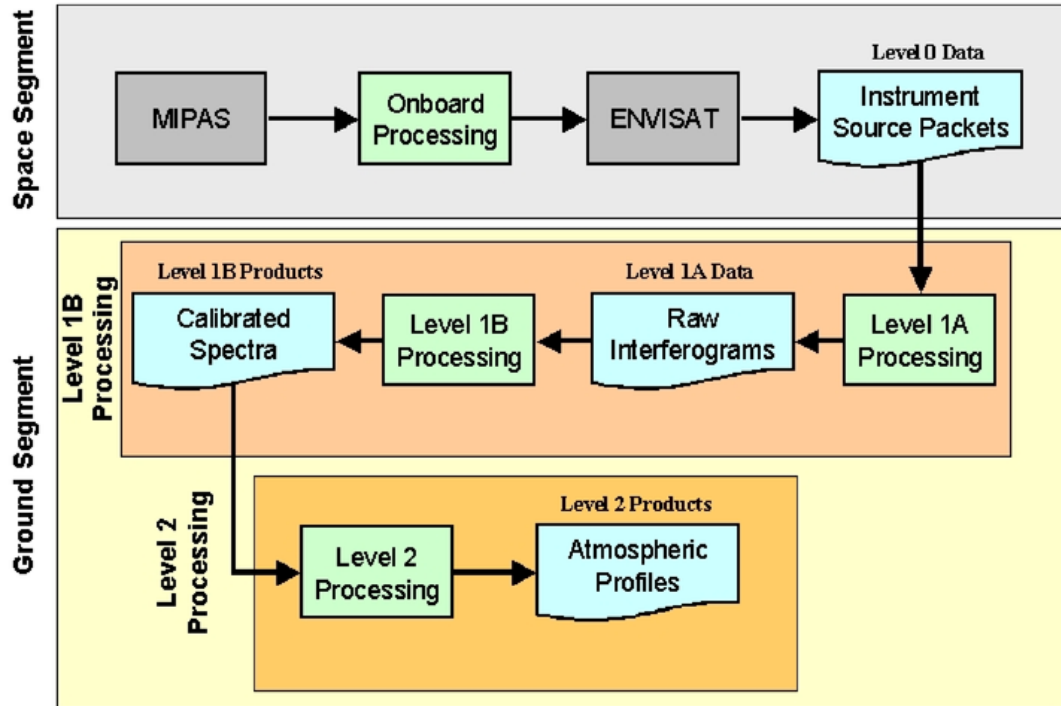 Space Segment
Level 0 Data
MIPAS
Onboard
Processing
ENVISAT
Instrument
Source Packets
Ground Segment
Level 1B
Processing
Level 1B Products
Calibrated
Spectra
Level 1B
Processing
Level 1A Data
Raw
Interferograms
Level 1A
Processing
Level 2
Processing
Level 2
Processing
Level 2 Products
Atmospheric
Profiles